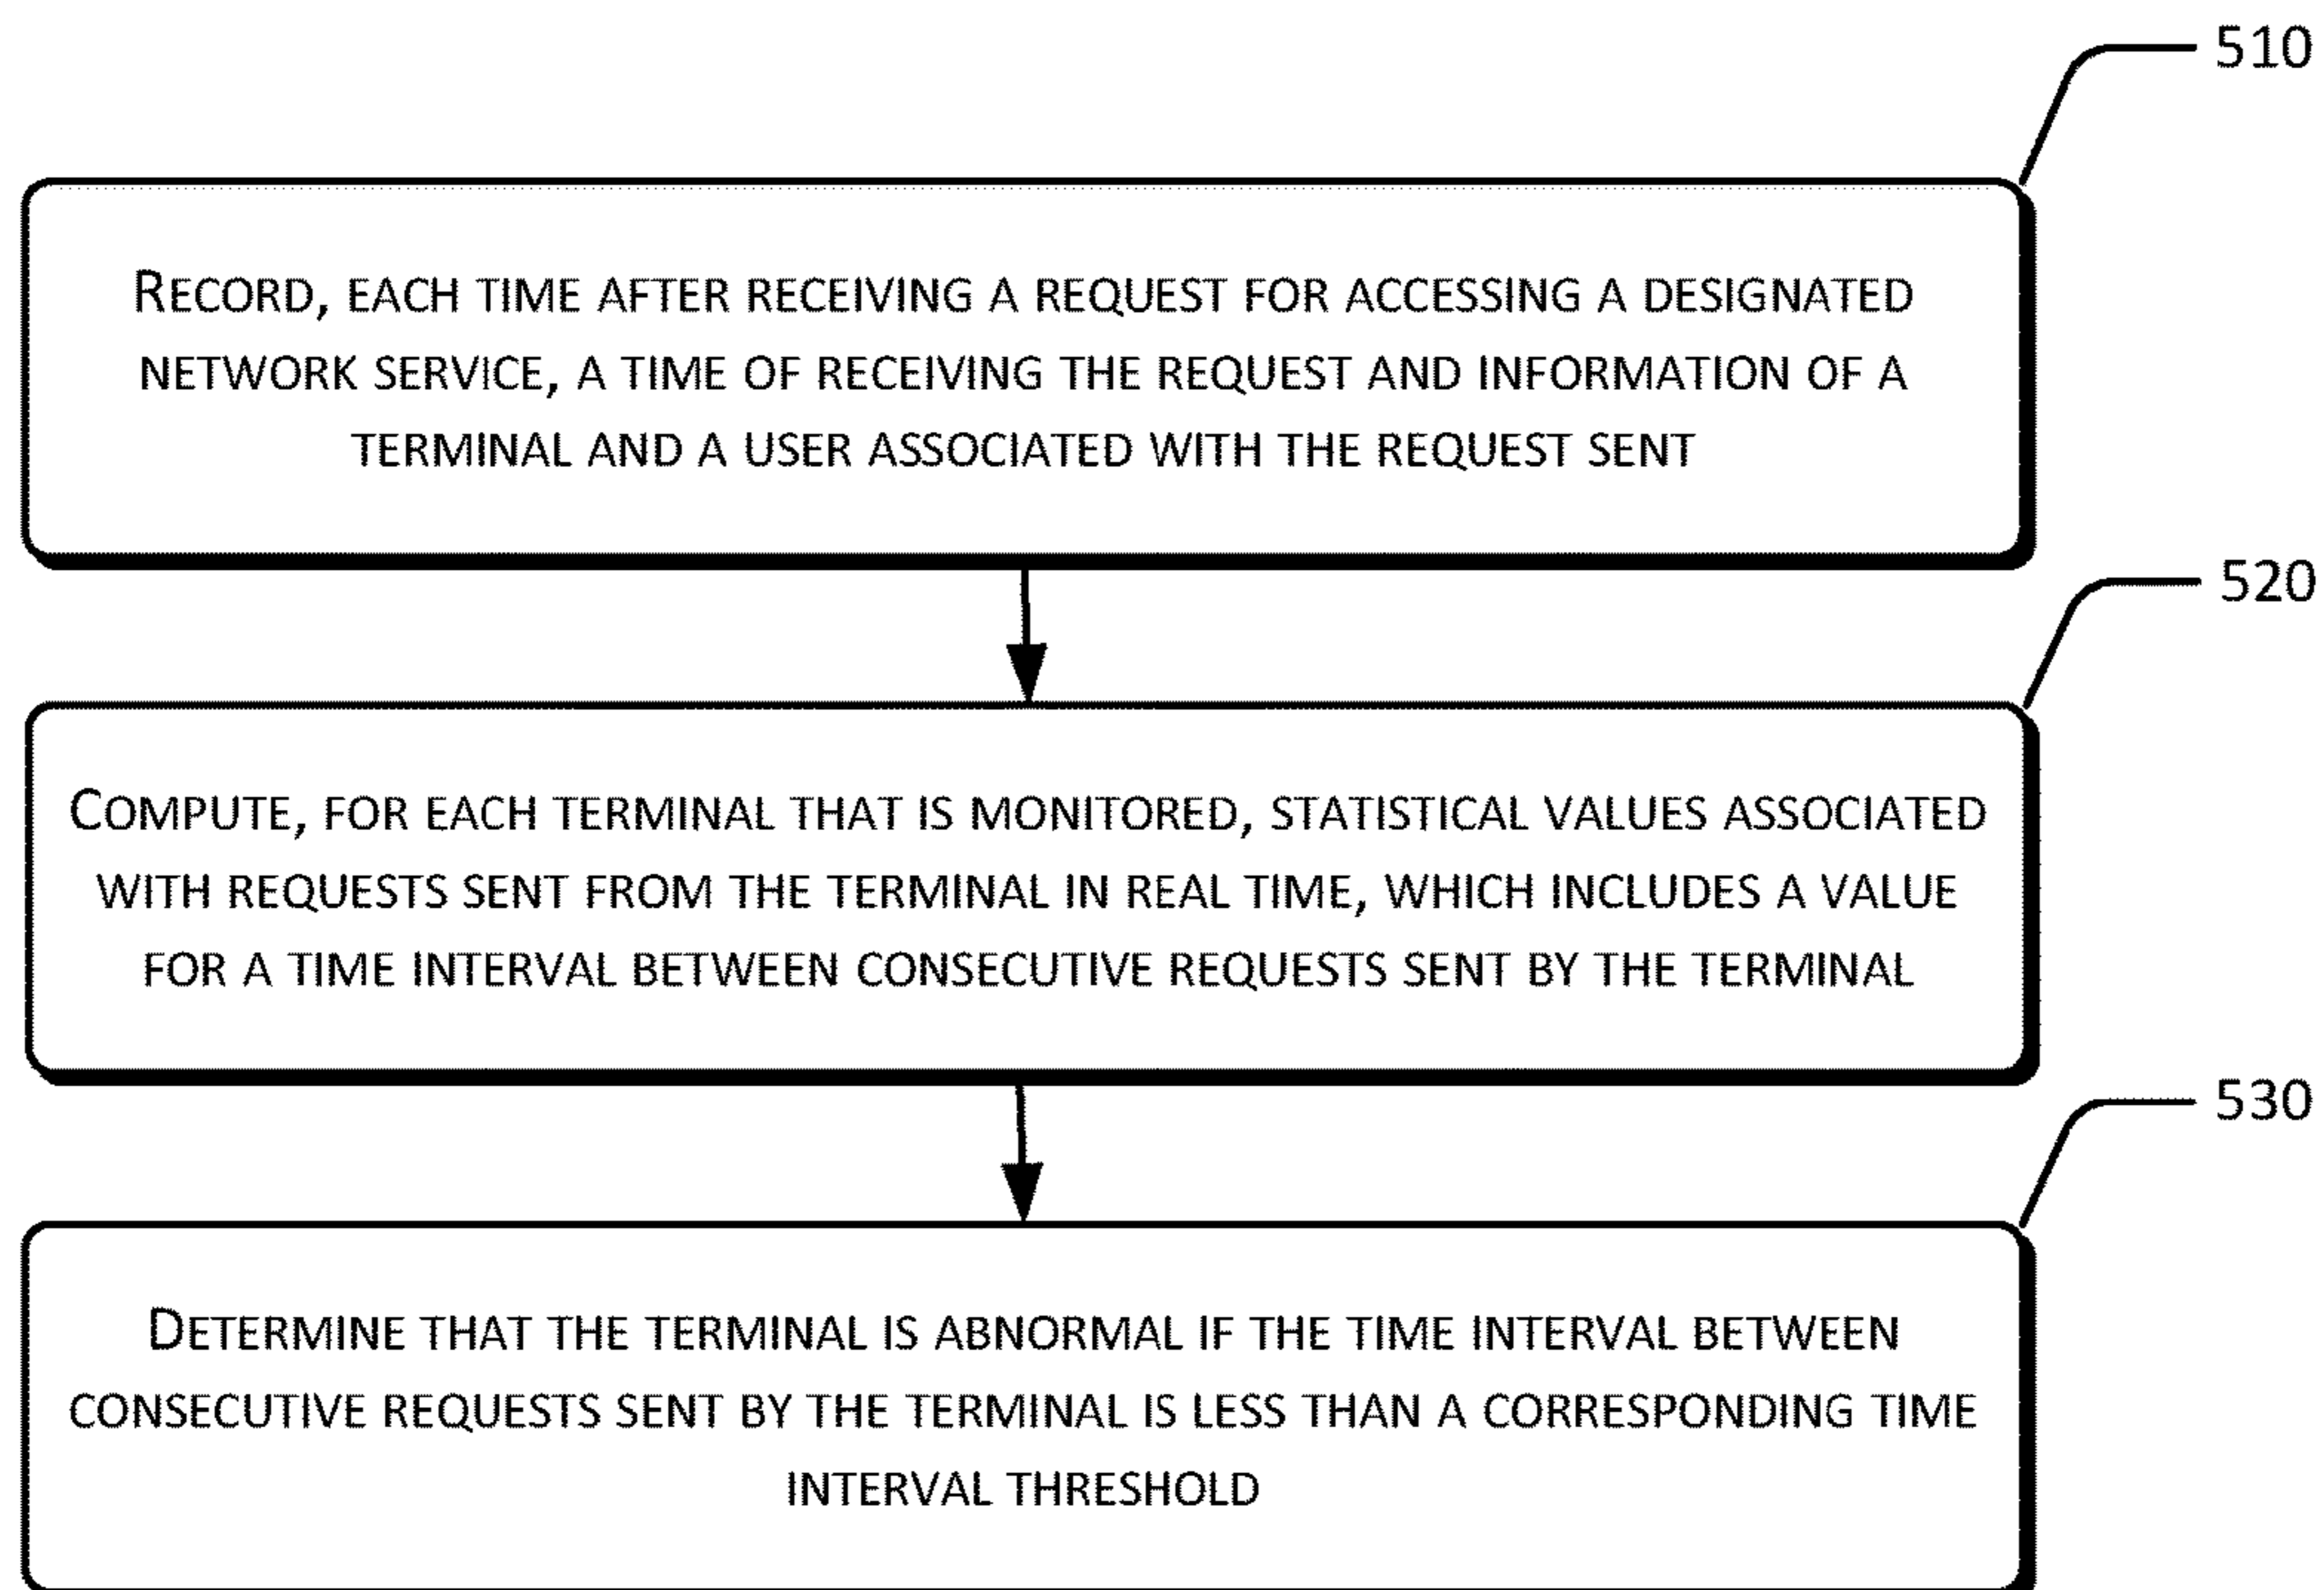 510
RECORD, EACH TIME AFTER RECEIVING A REQUEST FOR ACCESSING A DESIGNATED
NETWORK SERVICE, A TIME OF RECEIVING THE REQUEST AND INFORMATION OF A
TERMINAL AND A USER ASSOCIATED WITH THE REQUEST SENT
520
COMPUTE, FOR EACH TERMINAL THAT IS MONITORED, STATISTICAL VALUES ASSOCIATED
WITH REQUESTS SENT FROM THE TERMINAL IN REAL TIME, WHICH INCLUDES A VALUE
FOR A TIME INTERVAL BETWEEN CONSECUTIVE REQUESTS SENT BY THE TERMINAL
530
DETERMINE THAT THE TERMINAL IS ABNORMAL IF THE TIME INTERVAL BETWEEN
CONSECUTIVE REQUESTS SENT BY THE TERMINAL IS LESS THAN A CORRESPONDING TIME
INTERVAL THRESHOLD